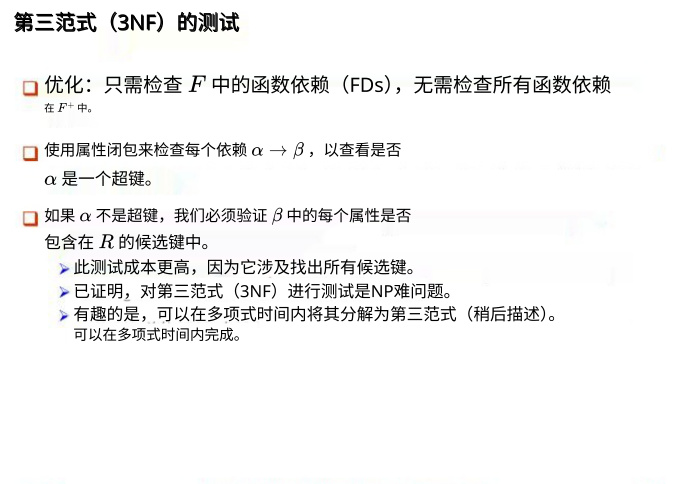 第三范式（3NF）的测试
优化：只需检查 F 中的函数依赖（FDs），无需检查所有函数依赖
在 F⁺ 中。
使用属性闭包来检查每个依赖 α → β，以查看是否
α 是一个超键。
如果 α 不是超键，我们必须验证 β 中的每个属性是否
包含在 R 的候选键中。
此测试成本更高，因为它涉及找出所有候选键。
已证明，对第三范式（3NF）进行测试是NP难问题。
有趣的是，可以在多项式时间内将其分解为第三范式（稍后描述）。
可以在多项式时间内完成。